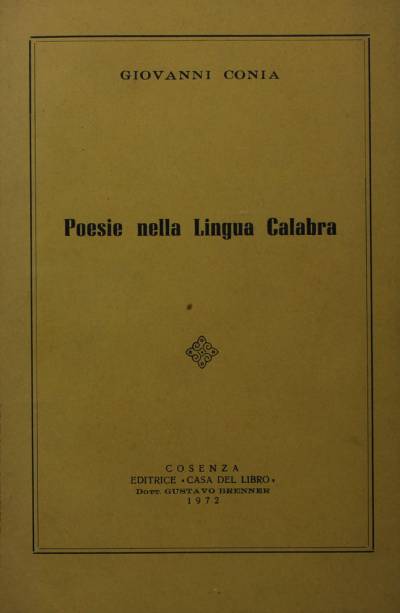 GIOVANNI CONIA
Poesie nella Lingua Calabra
COSENZA
EDITRICE «CASA DEL LIBRO»
Dott. GUSTAVO BRENNER
1972